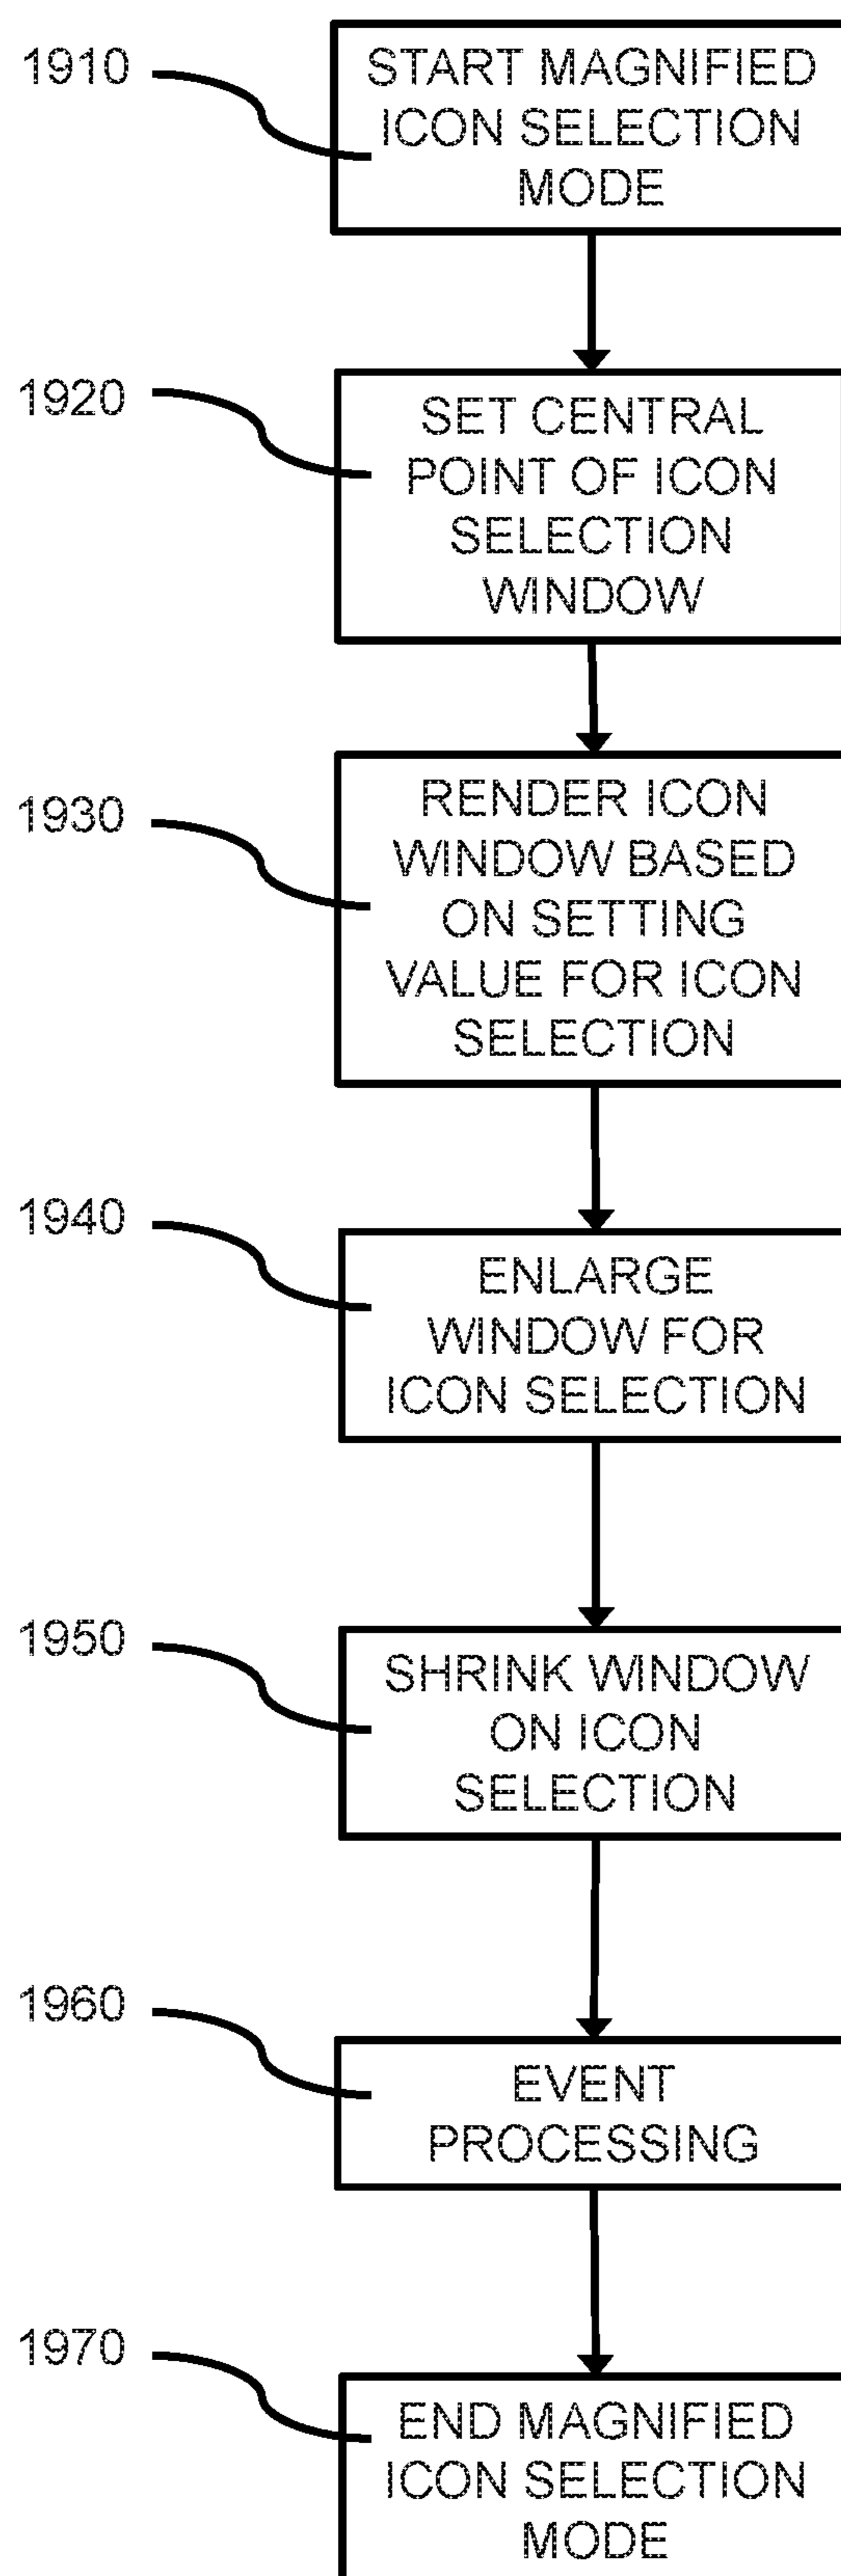 1910
START MAGNIFIED
ICON SELECTION
MODE
1920
SET CENTRAL
POINT OF ICON
SELECTION
WINDOW
1930
RENDER ICON
WINDOW BASED
ON SETTING
VALUE FOR ICON
SELECTION
1940
ENLARGE
WINDOW FOR
ICON SELECTION
1950
SHRINK WINDOW
ON ICON
SELECTION
1960
EVENT
PROCESSING
1970
END MAGNIFIED
ICON SELECTION
MODE